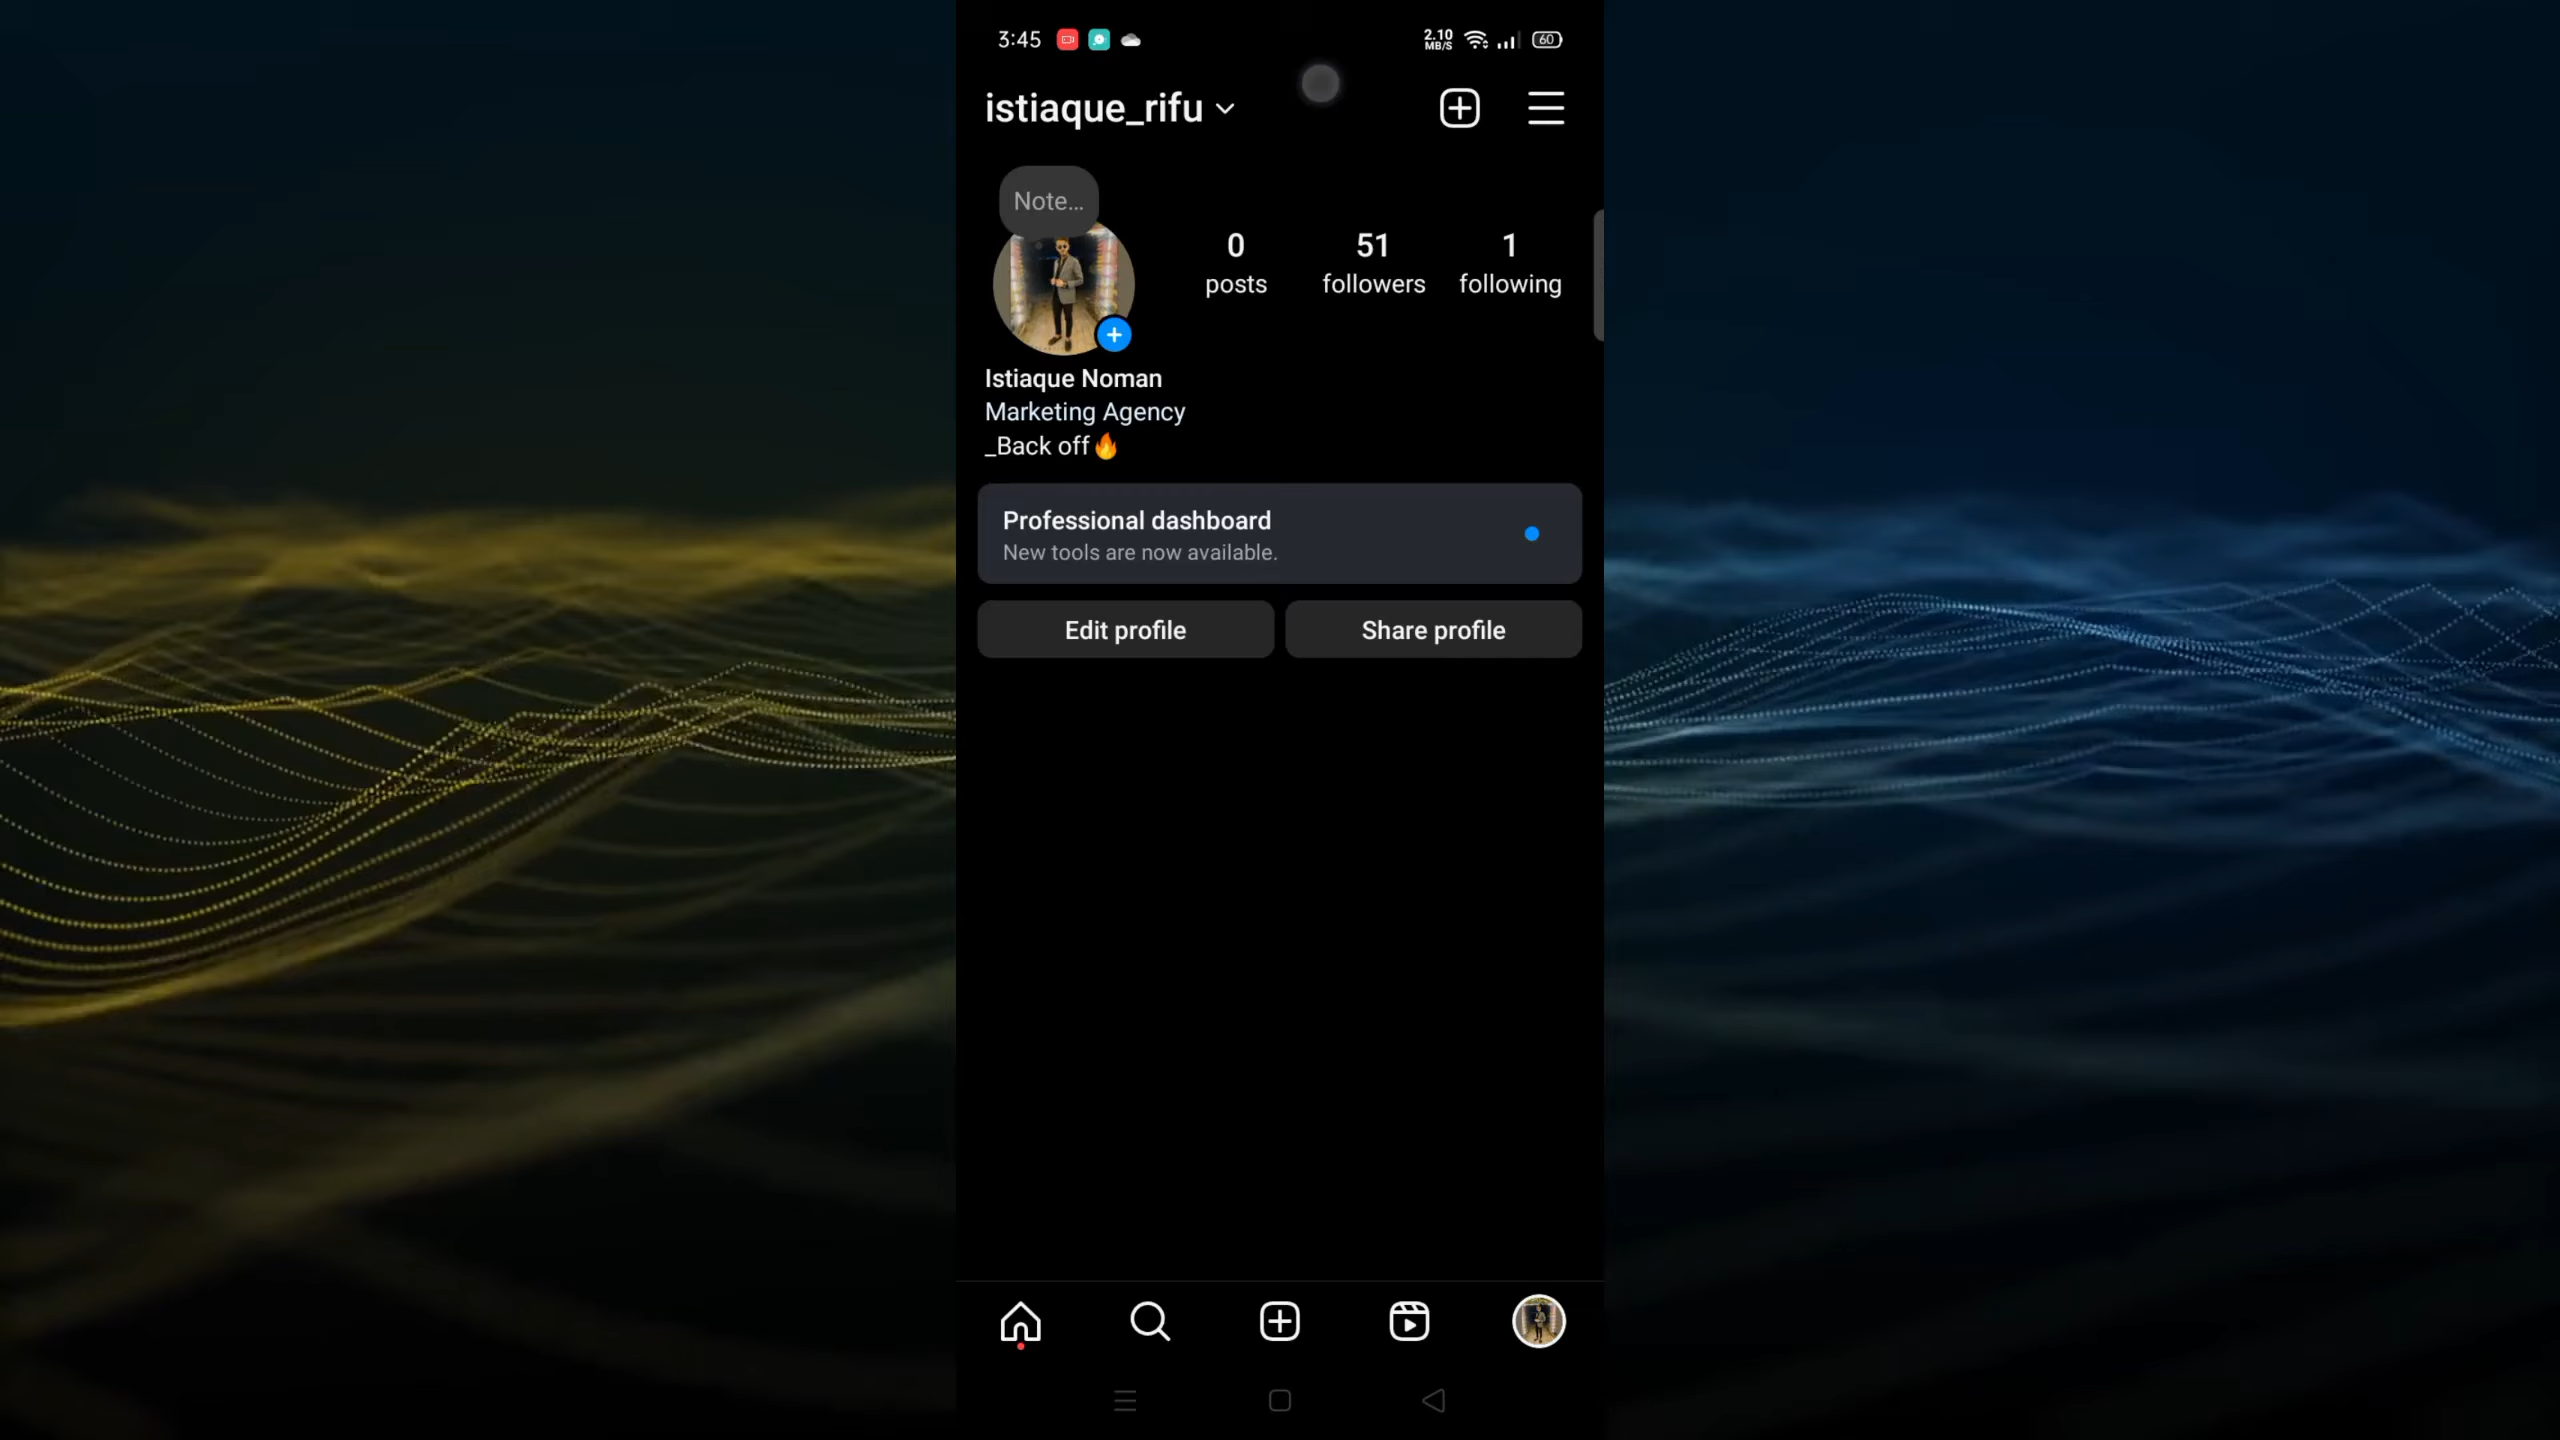 3:45
2.10
MB/S
60
istiaque_rifu
Note...
0
posts
51
followers
1
following
Istiaque Noman
Marketing Agency
_Back off🔥
Professional dashboard
New tools are now available.
Edit profile
Share profile